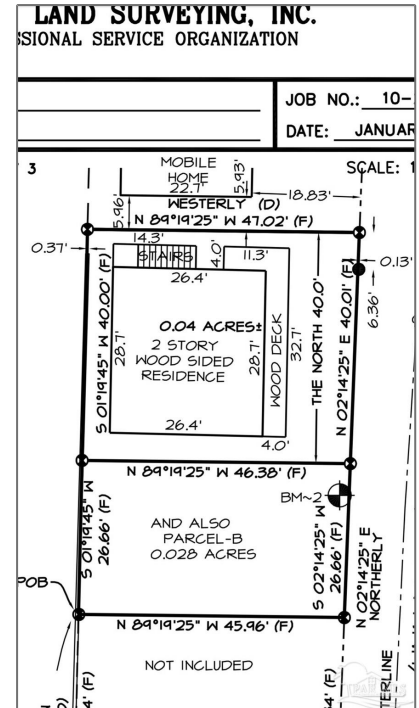 LAND SURVEYING, INC.
SSIONAL SERVICE ORGANIZATION
JOB NO.: 10-
DATE: JANUAR
3
SCALE: 1
MOBILE
HOME
22.7'
5.93'
18.83'
5.96'
WESTERLY (D)
N 89°19'25" W 47.02' (F)
0.37'
14.3'
STAIRS
4.0'
11.3'
0.13'
26.4'
6.36'
S 01°19'45" W 40.00' (F)
28.7'
0.04 ACRES±
2 STORY
WOOD SIDED
RESIDENCE
28.7'
WOOD DECK
32.7'
THE NORTH 40.0'
N 02°14'25" E 40.01' (F)
26.4'
4.0'
N 89°19'25" W 46.38' (F)
BM~2
S 01°19'45" W
26.66' (F)
AND ALSO
PARCEL-B
0.028 ACRES
S 02°14'25" W
26.66' (F)
N 02°14'25" E
NORTHERLY
POB
N 89°19'25" W 45.96' (F)
NOT INCLUDED
4' (F)
4' (F)
TERLINE